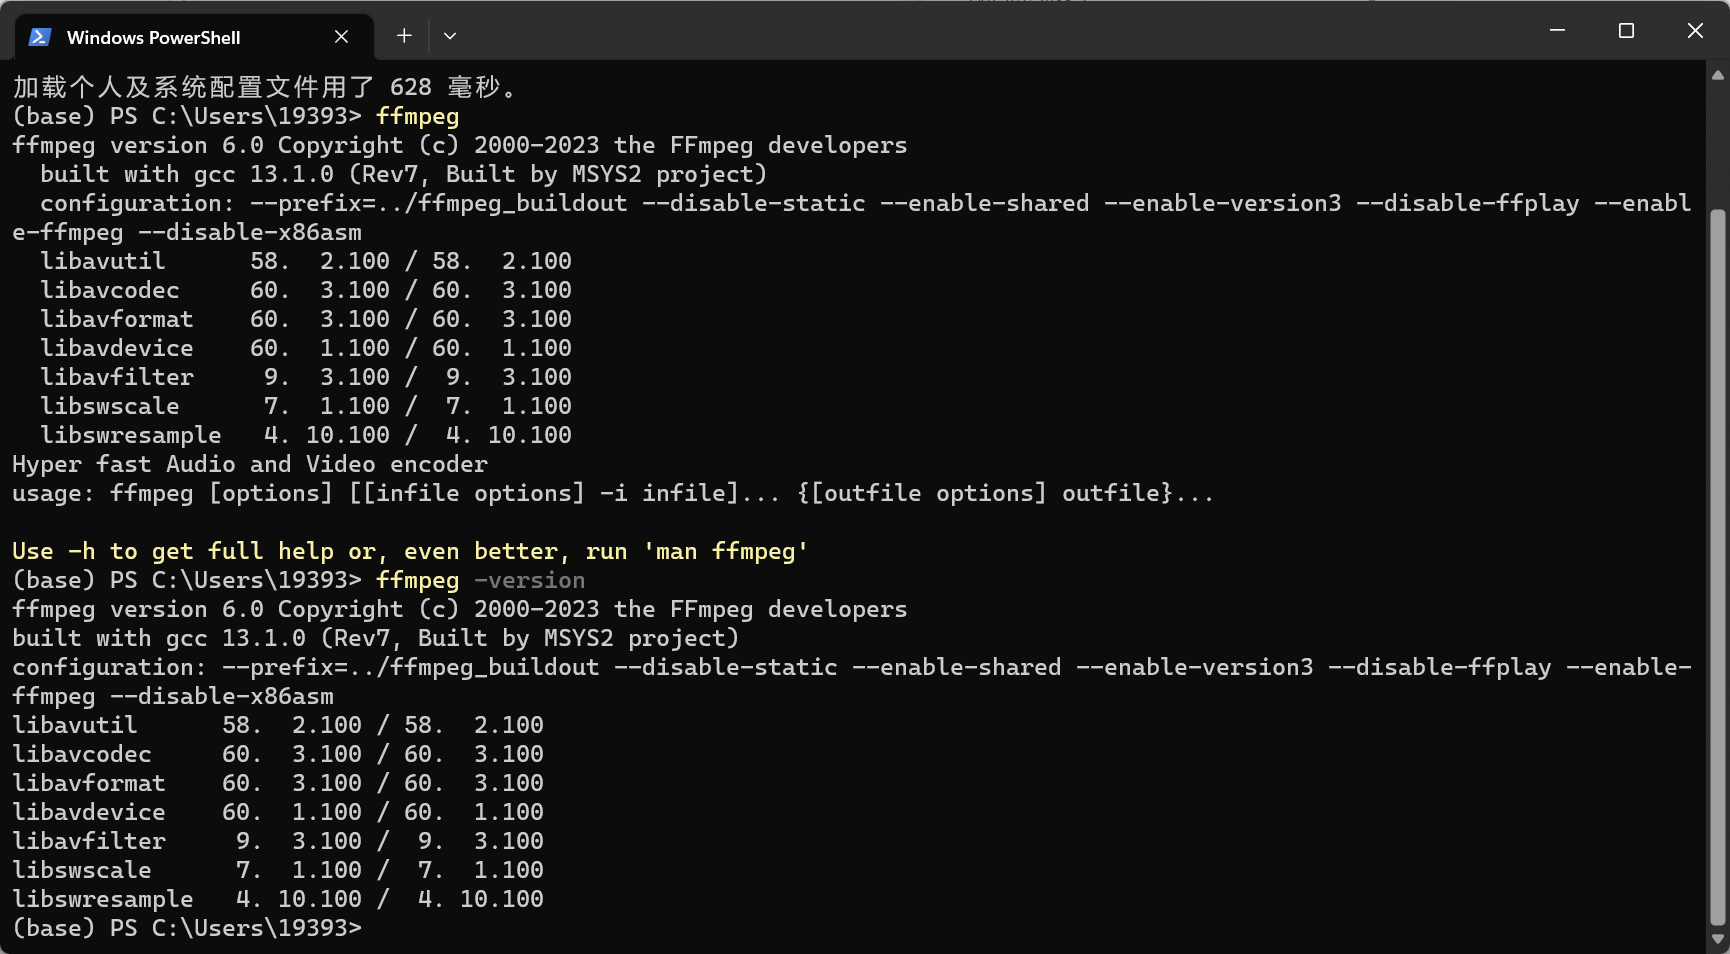 Windows PowerShell
加载个人及系统配置文件用了 628 毫秒。
(base) PS C:\Users\19393> ffmpeg
ffmpeg version 6.0 Copyright (c) 2000-2023 the FFmpeg developers
  built with gcc 13.1.0 (Rev7, Built by MSYS2 project)
  configuration: --prefix=../ffmpeg_buildout --disable-static --enable-shared --enable-version3 --disable-ffplay --enabl
e-ffmpeg --disable-x86asm
  libavutil      58.  2.100 / 58.  2.100
  libavcodec     60.  3.100 / 60.  3.100
  libavformat    60.  3.100 / 60.  3.100
  libavdevice    60.  1.100 / 60.  1.100
  libavfilter     9.  3.100 /  9.  3.100
  libswscale      7.  1.100 /  7.  1.100
  libswresample   4. 10.100 /  4. 10.100
Hyper fast Audio and Video encoder
usage: ffmpeg [options] [[infile options] -i infile]... {[outfile options] outfile}...

Use -h to get full help or, even better, run 'man ffmpeg'
(base) PS C:\Users\19393> ffmpeg -version
ffmpeg version 6.0 Copyright (c) 2000-2023 the FFmpeg developers
built with gcc 13.1.0 (Rev7, Built by MSYS2 project)
configuration: --prefix=../ffmpeg_buildout --disable-static --enable-shared --enable-version3 --disable-ffplay --enable-
ffmpeg --disable-x86asm
libavutil      58.  2.100 / 58.  2.100
libavcodec     60.  3.100 / 60.  3.100
libavformat    60.  3.100 / 60.  3.100
libavdevice    60.  1.100 / 60.  1.100
libavfilter     9.  3.100 /  9.  3.100
libswscale      7.  1.100 /  7.  1.100
libswresample   4. 10.100 /  4. 10.100
(base) PS C:\Users\19393>